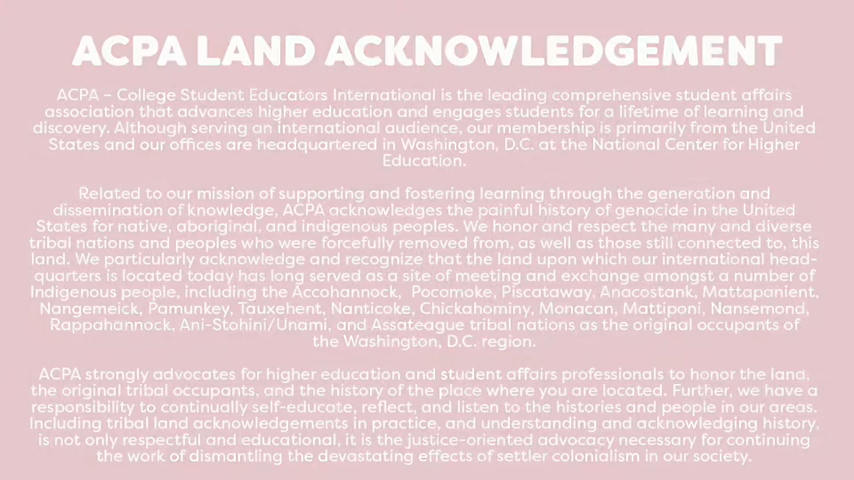 ACPA LAND ACKNOWLEDGEMENT
ACPA – College Student Educators International is the leading comprehensive student affairs
association that advances higher education and engages students for a lifetime of learning and
discovery. Although serving an international audience, our membership is primarily from the United
States and our offices are headquartered in Washington, D.C. at the National Center for Higher
Education.
Related to our mission of supporting and fostering learning through the generation and
dissemination of knowledge, ACPA acknowledges the painful history of genocide in the United
States for native, aboriginal, and indigenous peoples. We honor and respect the many and diverse
tribal nations and peoples who were forcefully removed from, as well as those still connected to, this
land. We particularly acknowledge and recognize that the land upon which our international head-
quarters is located today has long served as a site of meeting and exchange amongst a number of
Indigenous people, including the Accohannock, Pocomoke, Piscataway, Anacostank, Mattapanient,
Nangemeick, Pamunkey, Tauxehent, Nanticoke, Chickahominy, Monacan, Mattiponi, Nansemond,
Rappahannock, Ani-Stohini/Unami, and Assateague tribal nations as the original occupants of
the Washington, D.C. region.
ACPA strongly advocates for higher education and student affairs professionals to honor the land,
the original tribal occupants, and the history of the place where you are located. Further, we have a
responsibility to continually self-educate, reflect, and listen to the histories and people in our areas.
Including tribal land acknowledgements in practice, and understanding and acknowledging history,
is not only respectful and educational, it is the justice-oriented advocacy necessary for continuing
the work of dismantling the devastating effects of settler colonialism in our society.